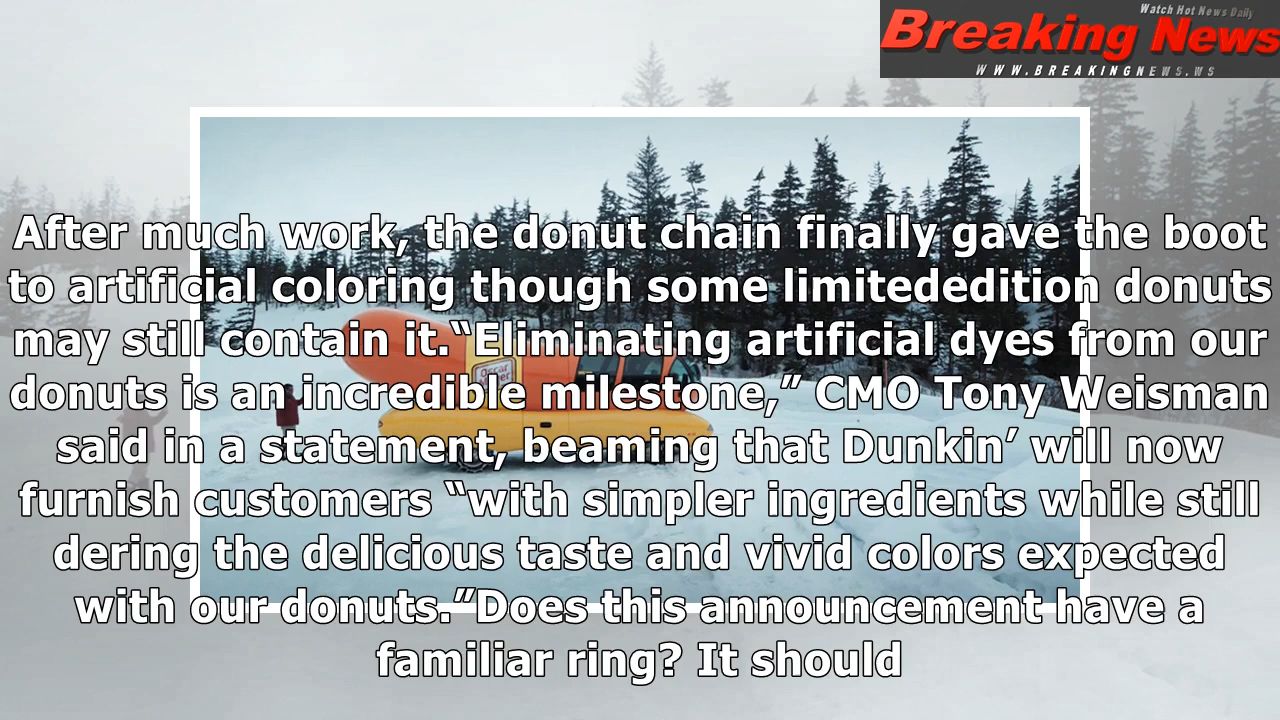 Watch Hot News Daily
Breaking News
WWW.BREAKINGNEWS.WS
After much work, the donut chain finally gave the boot
to artificial coloring though some limitededition donuts
may still contain it.“Eliminating artificial dyes from our
donuts is an incredible milestone,” CMO Tony Weisman
said in a statement, beaming that Dunkin’ will now
furnish customers “with simpler ingredients while still
dering the delicious taste and vivid colors expected
with our donuts.”Does this announcement have a
familiar ring? It should
Oscar